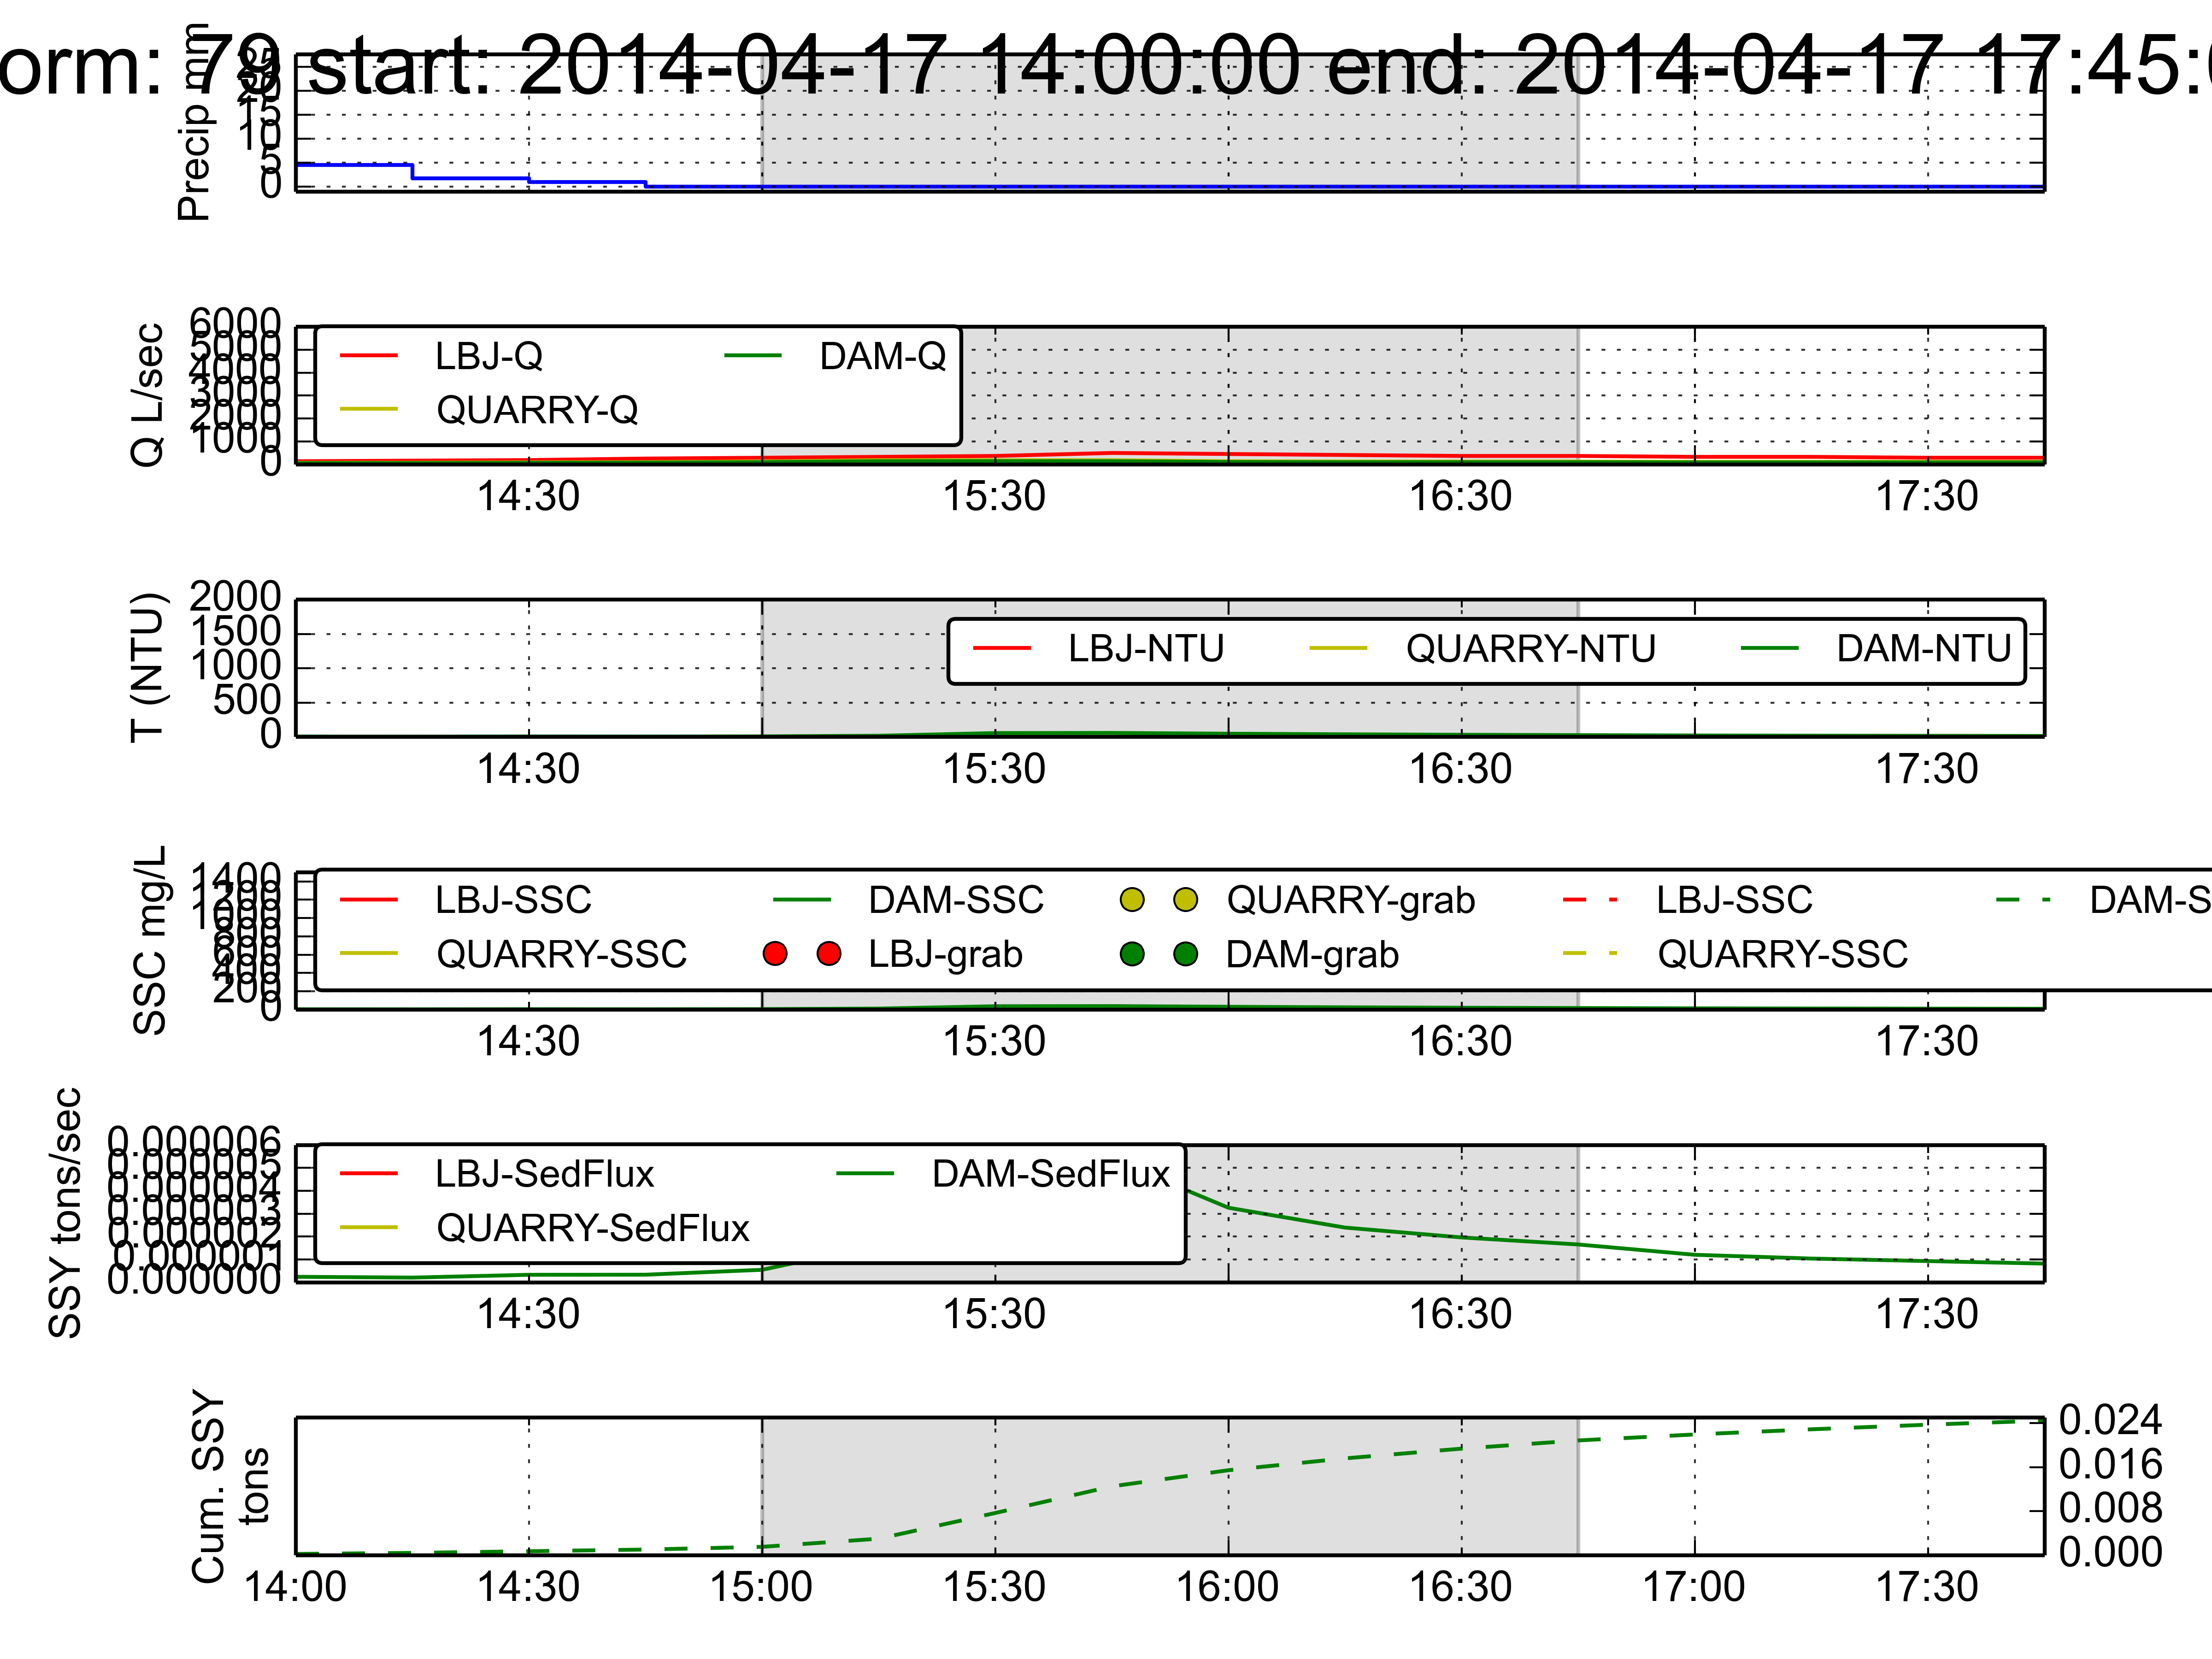 orm: 79 start: 2014-04-17 14:00:00 end: 2014-04-17 17:45:0
Precip mm
25
20
15
10
5
0
Q L/sec
6000
5000
4000
3000
2000
1000
0
LBJ-Q
QUARRY-Q
DAM-Q
14:30 15:30 16:30 17:30
T (NTU)
2000
1500
1000
500
0
LBJ-NTU QUARRY-NTU DAM-NTU
14:30 15:30 16:30 17:30
SSC mg/L
1400
1200
1000
800
600
400
200
0
LBJ-SSC DAM-SSC QUARRY-grab LBJ-SSC DAM-S
QUARRY-SSC LBJ-grab DAM-grab QUARRY-SSC
14:30 15:30 16:30 17:30
SSY tons/sec
0.000006
0.000005
0.000004
0.000003
0.000002
0.000001
0.000000
LBJ-SedFlux DAM-SedFlux
QUARRY-SedFlux
14:30 15:30 16:30 17:30
Cum. SSY
tons
0.024
0.016
0.008
0.000
14:00 14:30 15:00 15:30 16:00 16:30 17:00 17:30